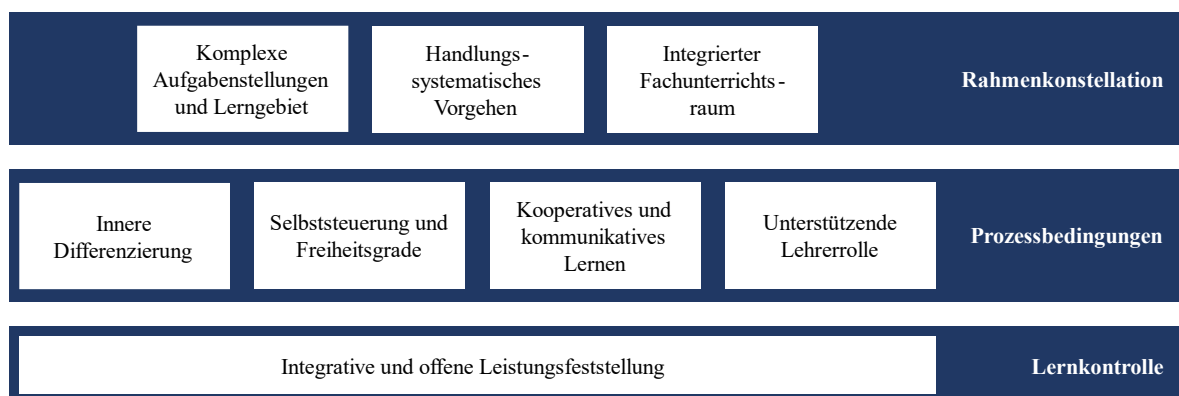 Komplexe
Aufgabenstellungen
und Lerngebiet
Handlungs-
systematisches
Vorgehen
Integrierter
Fachunterrichts-
raum
Rahmenkonstellation
Innere
Differenzierung
Selbststeuerung und
Freiheitsgrade
Kooperatives und
kommunikatives
Lernen
Unterstützende
Lehrerrolle
Prozessbedingungen
Integrative und offene Leistungsfeststellung
Lernkontrolle